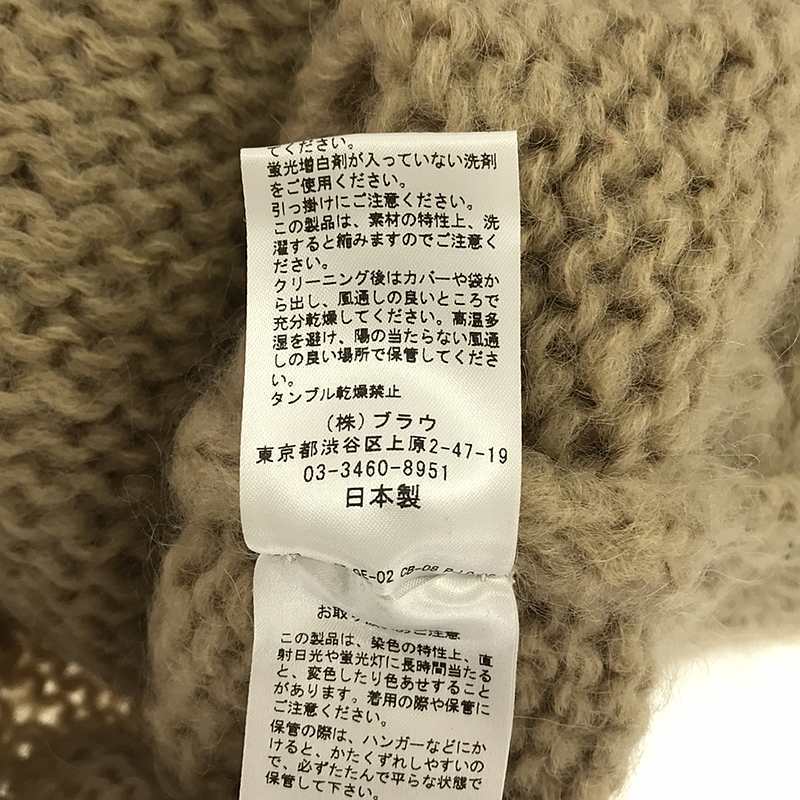 てください。
蛍光増白剤が入っていない洗剤
をご使用ください。
引っ掛けにご注意ください。
この製品は、素材の特性上、洗
濯すると縮みますのでご注意く
ださい。
クリーニング後はカバーや袋か
ら出し、風通しの良いところで
充分乾燥してください。高温多
湿を避け、陽の当たらない風通
しの良い場所で保管してくださ
い。
タンブル乾燥禁止
(株)ブラウ
東京都渋谷区上原2-47-19
03-3460-8951
日本製
CB-08
お取り
ご注意
この製品は、染色の特性上、直
射日光や蛍光灯に長時間当たる
と、変色したり色あせすること
があります。着用の際や保管に
ご注意ください。
保管の際は、ハンガーなどにか
けると、かたくずれしやすいの
で、必ずたたんで平らな状態で
保管して下さい。